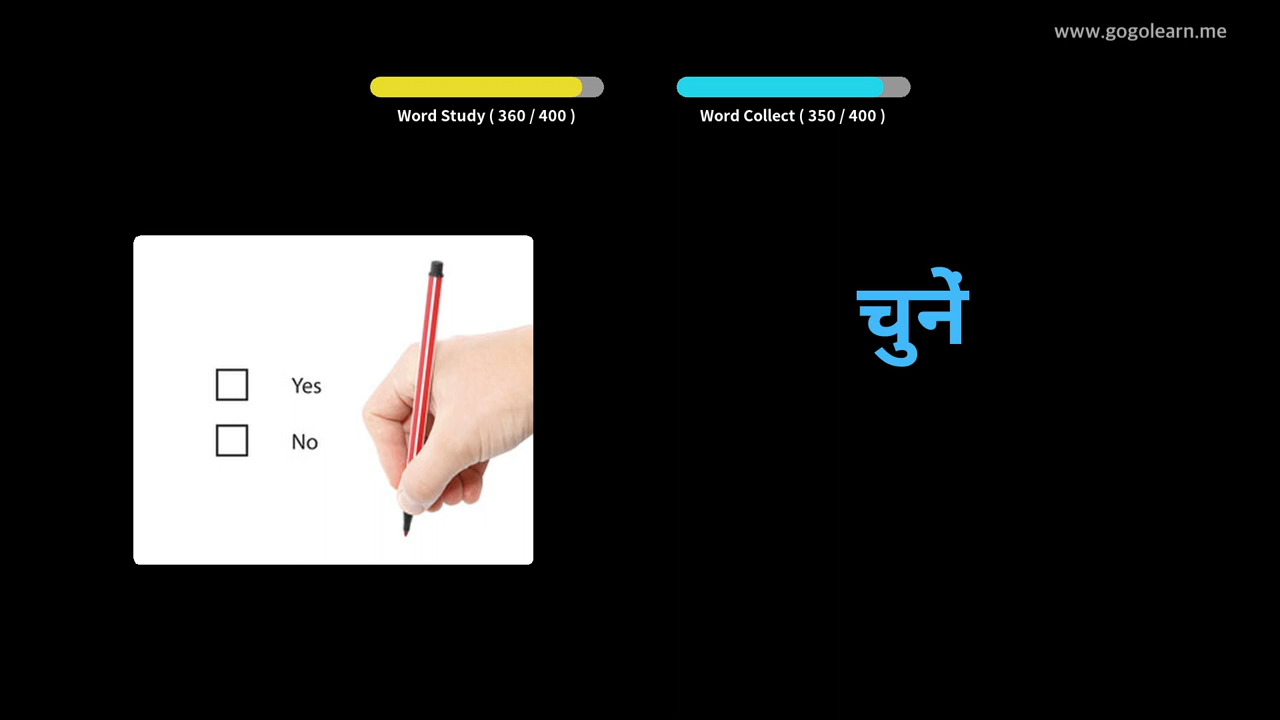 www.gogolearn.me
Word Study ( 360 / 400 )
Word Collect ( 350 / 400 )
Yes
No
चुनें